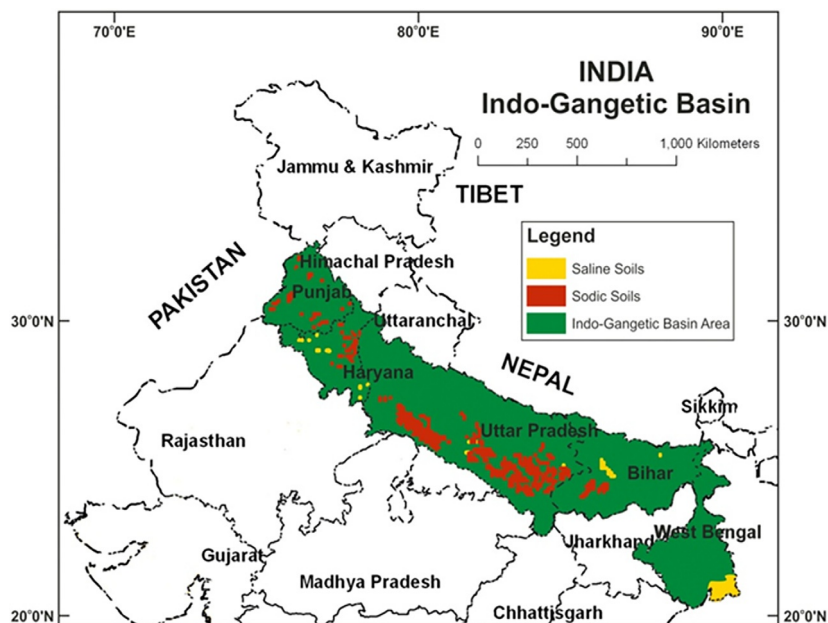 70°0'E
80°0'E
90°0'E
INDIA
Indo-Gangetic Basin
0 250 500 1,000 Kilometers
Jammu & Kashmir
TIBET
Legend
Saline Soils
Sodic Soils
Indo-Gangetic Basin Area
PAKISTAN
Himachal Pradesh
Punjab
30°0'N
Uttaranchal
30°0'N
NEPAL
Haryana
Sikkim
Rajasthan
Uttar Pradesh
Bihar
West Bengal
Jharkhand
Gujarat
Madhya Pradesh
Chhattisgarh
20°0'N
20°0'N